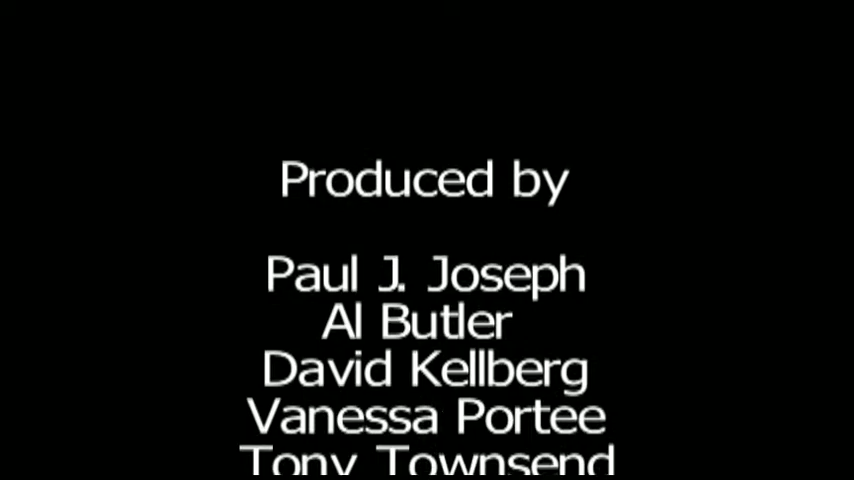 Produced by
Paul J. Joseph
Al Butler
David Kellberg
Vanessa Portee
Tony Townsend